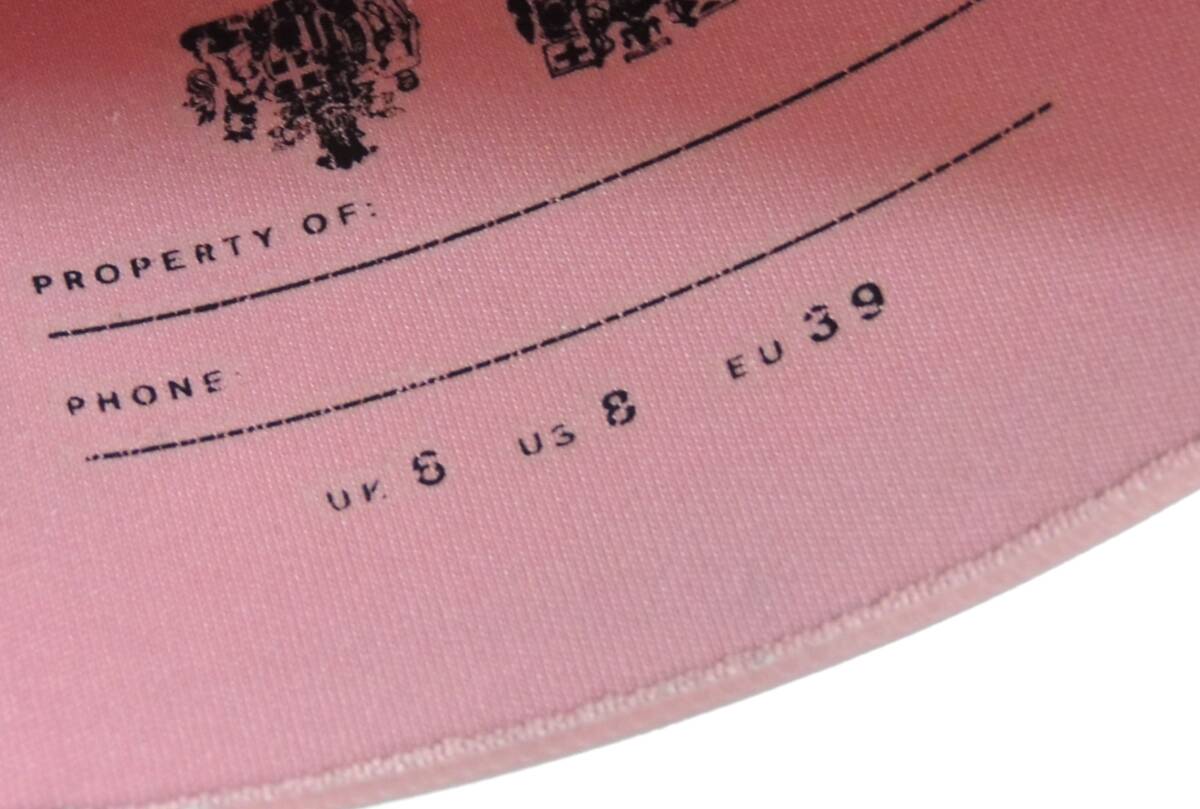 PROPERTY OF:
PHONE:
UK 6 US 8 EU 39